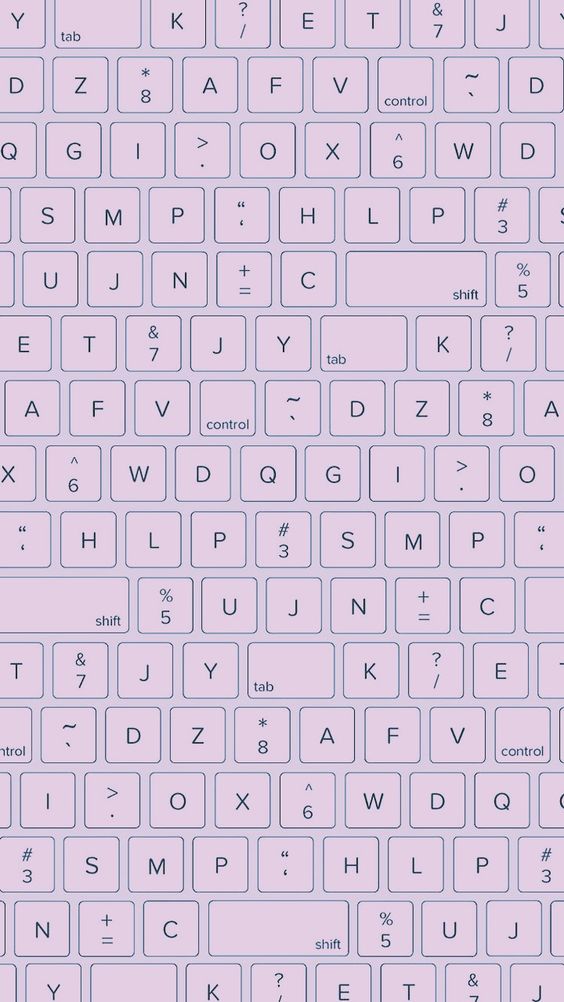 Y tab K ? / E T & 7 J
D Z * 8 A F V control ~ ` D
Q G I > . O X ^ 6 W D
S M P “ ‘ H L P # 3
U J N + = C shift % 5
E T & 7 J Y tab K ? /
A F V control ~ ` D Z * 8 A
X ^ 6 W D Q G I > . O
“ ‘ H L P # 3 S M P “ ‘
shift % 5 U J N + = C
T & 7 J Y tab K ? / E
ntrol ~ ` D Z * 8 A F V control
I > . O X ^ 6 W D Q
# 3 S M P “ ‘ H L P # 3
N + = C shift % 5 U J
Y K ? / E T & 7 J